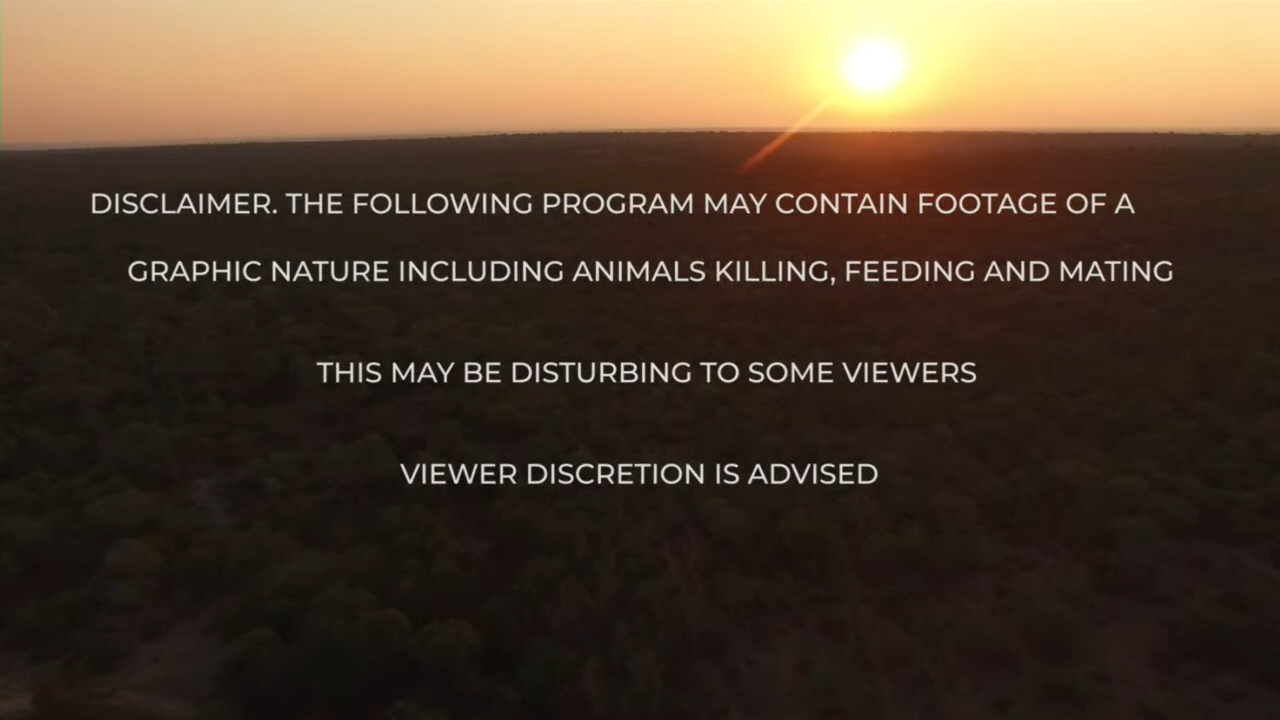 DISCLAIMER. THE FOLLOWING PROGRAM MAY CONTAIN FOOTAGE OF A
GRAPHIC NATURE INCLUDING ANIMALS KILLING, FEEDING AND MATING
THIS MAY BE DISTURBING TO SOME VIEWERS
VIEWER DISCRETION IS ADVISED